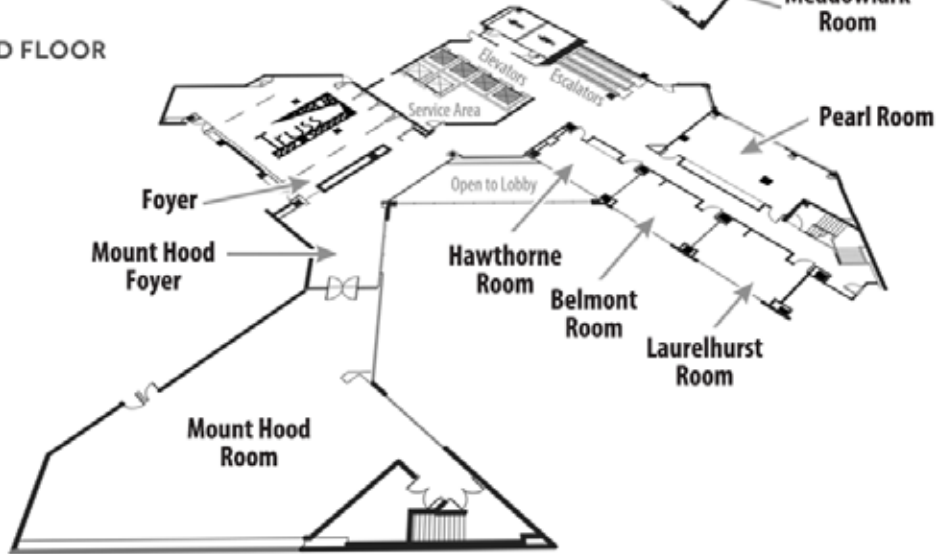 Room
D FLOOR
Elevators
Escalators
Service Area
Truss
Pearl Room
Open to Lobby
Foyer
Mount Hood
Foyer
Hawthorne
Room
Belmont
Room
Laurelhurst
Room
Mount Hood
Room